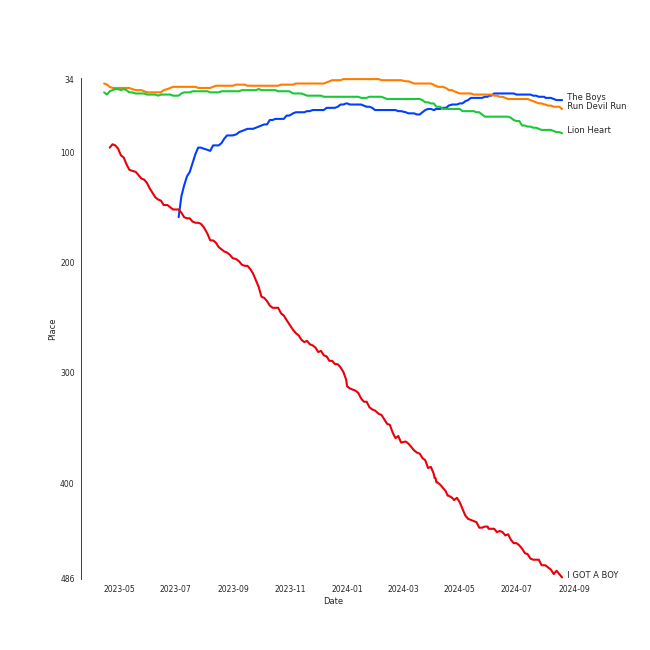 34
100
200
300
400
486
Place
2023-05
2023-07
2023-09
2023-11
2024-01
2024-03
2024-05
2024-07
2024-09
Date
The Boys
Run Devil Run
Lion Heart
I GOT A BOY